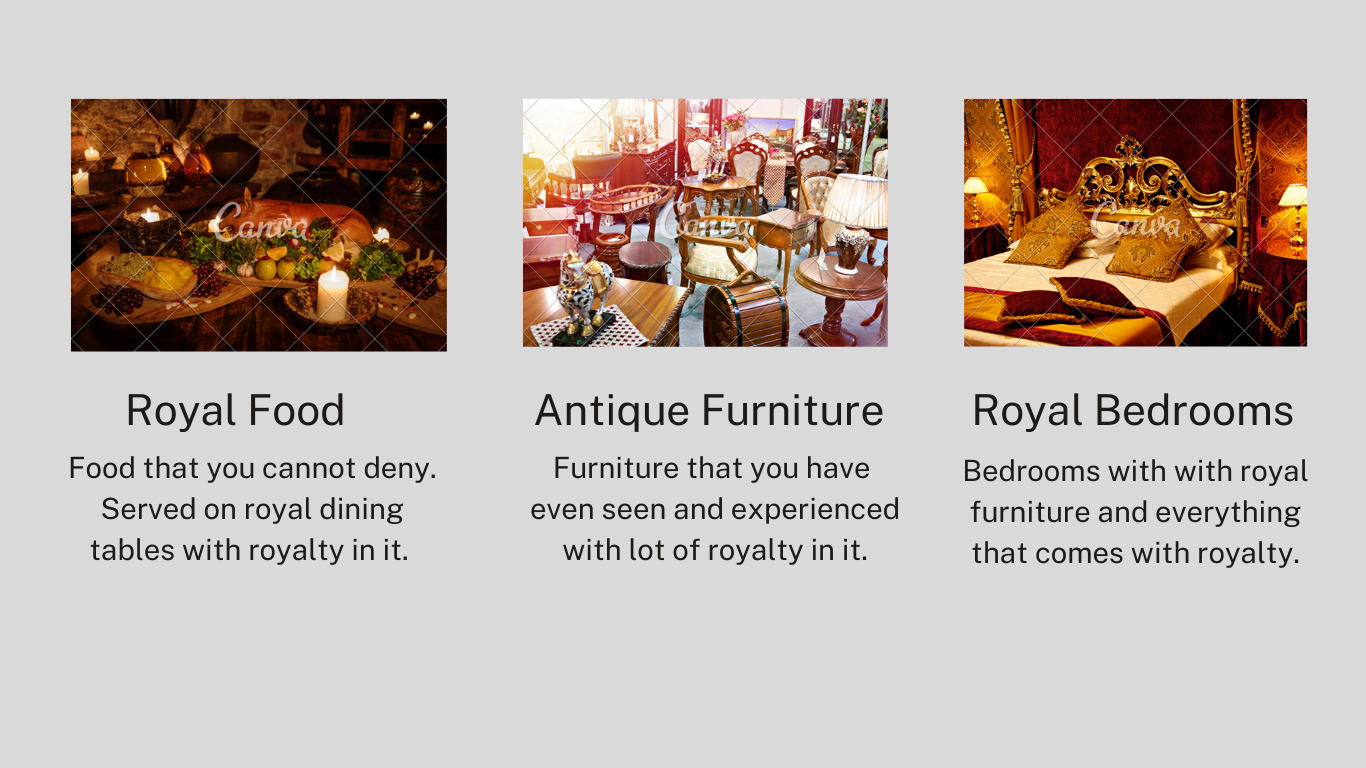 Canva
Canva
Canva
Royal Food
Food that you cannot deny.
Served on royal dining
tables with royalty in it.
Antique Furniture
Furniture that you have
even seen and experienced
with lot of royalty in it.
Royal Bedrooms
Bedrooms with with royal
furniture and everything
that comes with royalty.